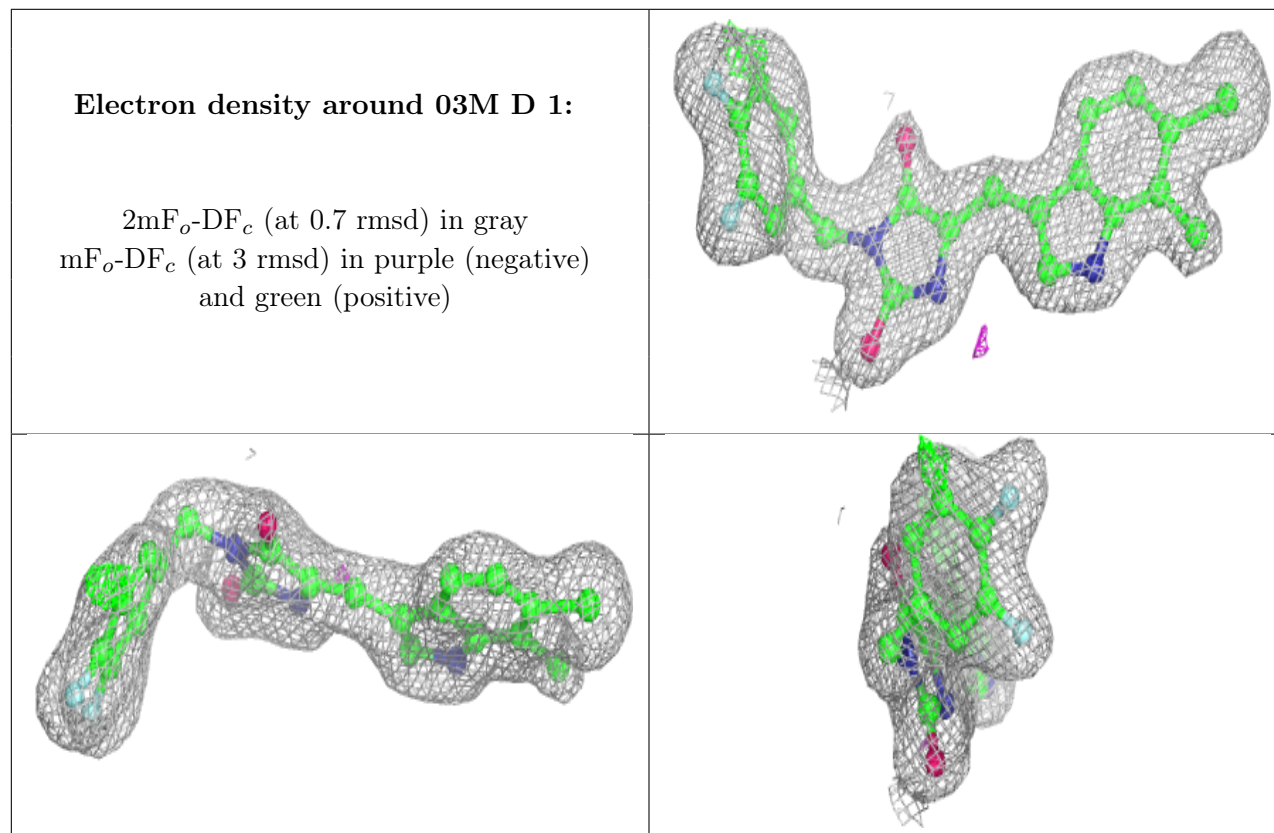 Electron density around 03M D 1:
2mFₒ-DF𝒸 (at 0.7 rmsd) in gray
mFₒ-DF𝒸 (at 3 rmsd) in purple (negative)
and green (positive)